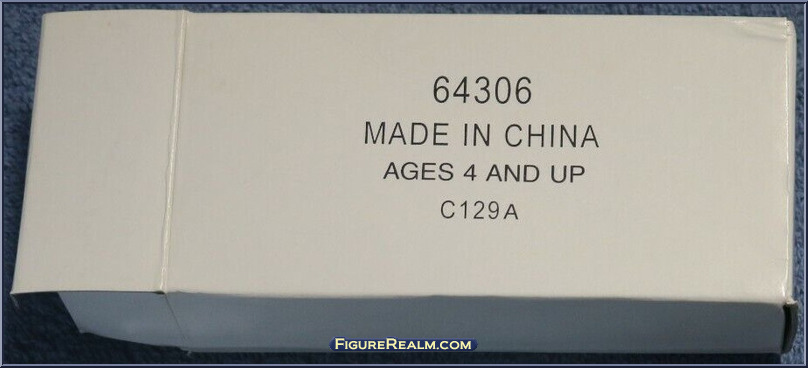 64306
MADE IN CHINA
AGES 4 AND UP
C129A
FIGUREREALM.COM